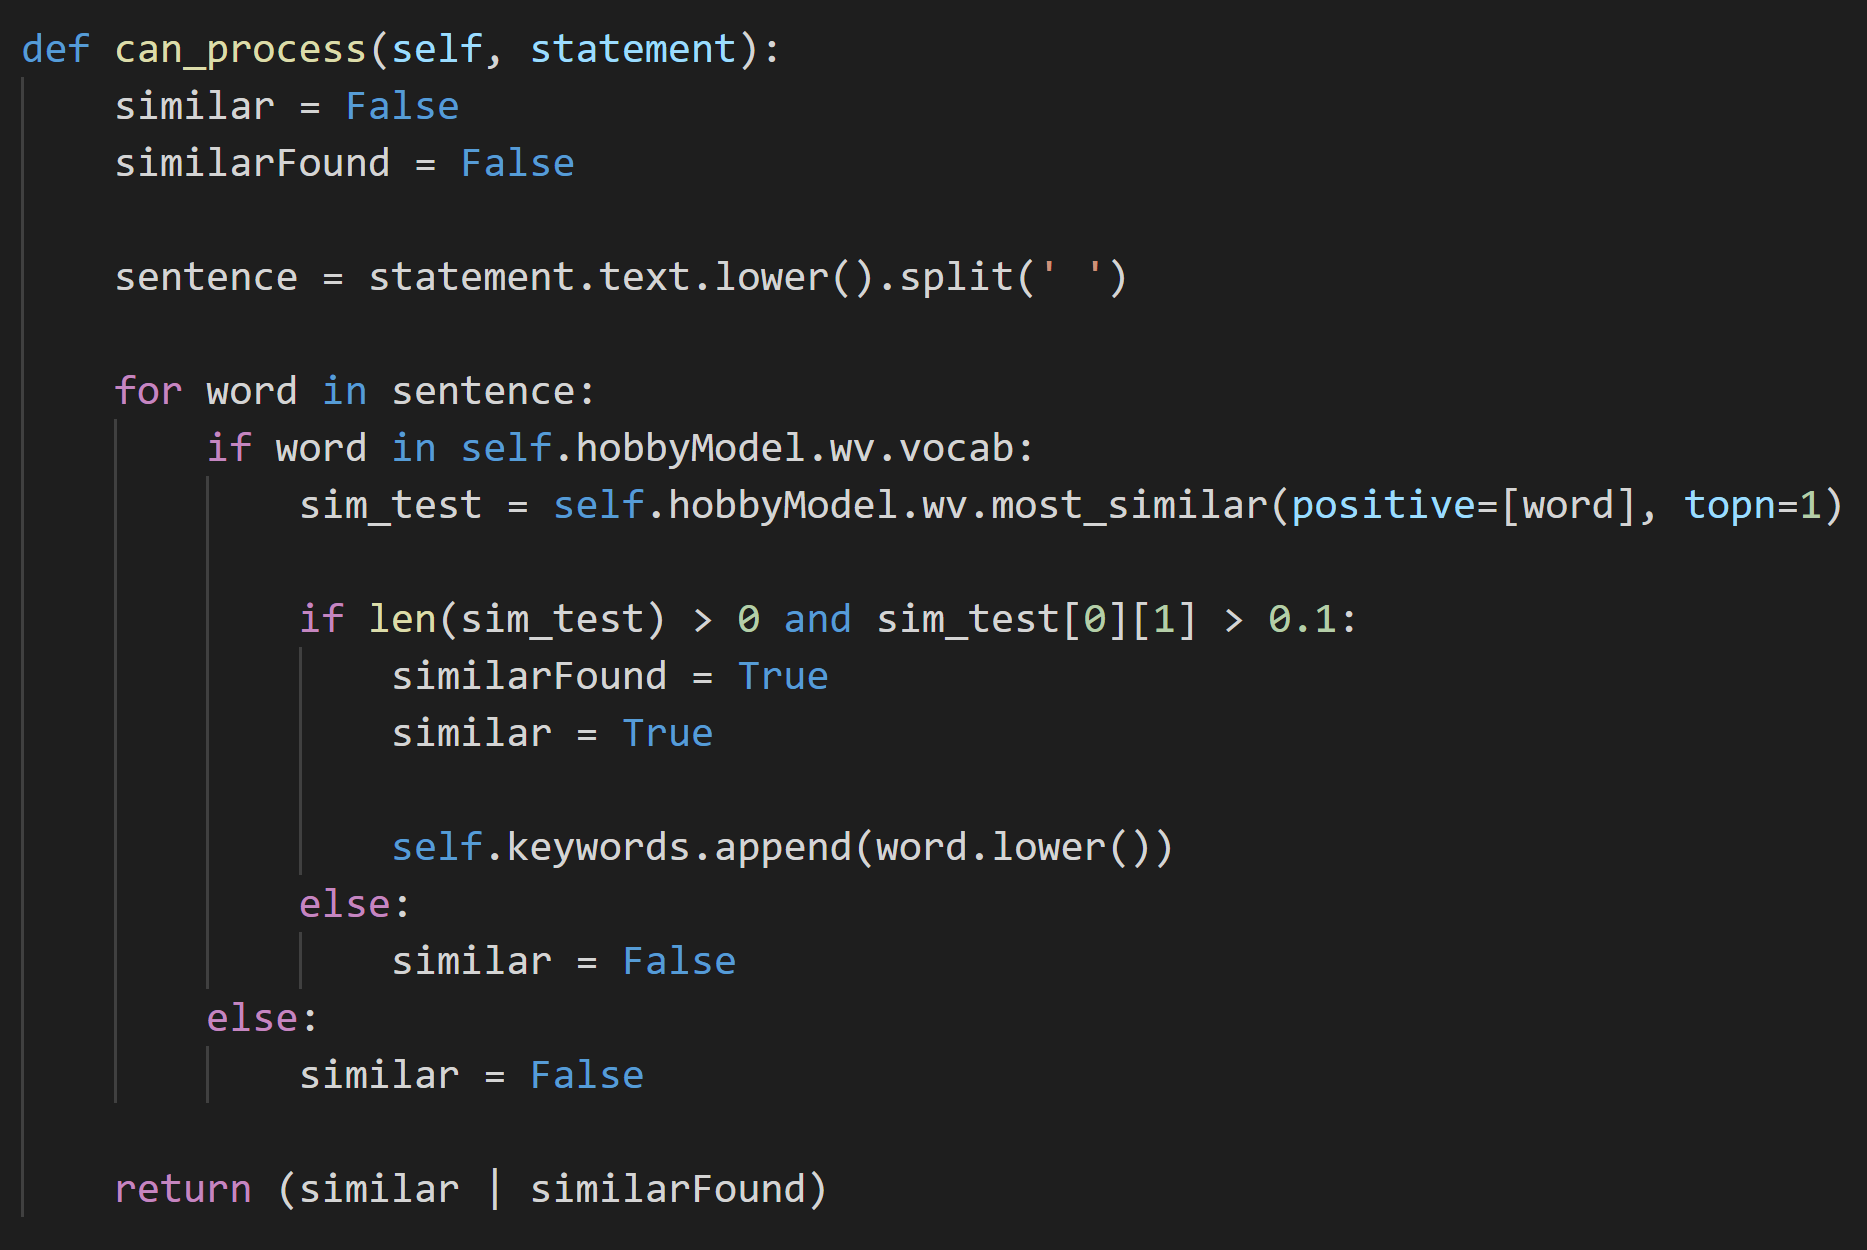 def can_process(self, statement):
    similar = False
    similarFound = False

    sentence = statement.text.lower().split(' ')

    for word in sentence:
        if word in self.hobbyModel.wv.vocab:
            sim_test = self.hobbyModel.wv.most_similar(positive=[word], topn=1)

            if len(sim_test) > 0 and sim_test[0][1] > 0.1:
                similarFound = True
                similar = True

                self.keywords.append(word.lower())
            else:
                similar = False
        else:
            similar = False

    return (similar | similarFound)